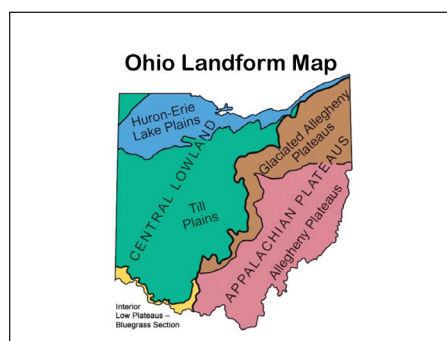 Ohio Landform Map
Huron-Erie
Lake Plains
CENTRAL LOWLAND
Till
Plains
Glaciated Allegheny
Plateaus
APPALACHIAN PLATEAUS
Allegheny Plateaus
Interior
Low Plateaus –
Bluegrass Section